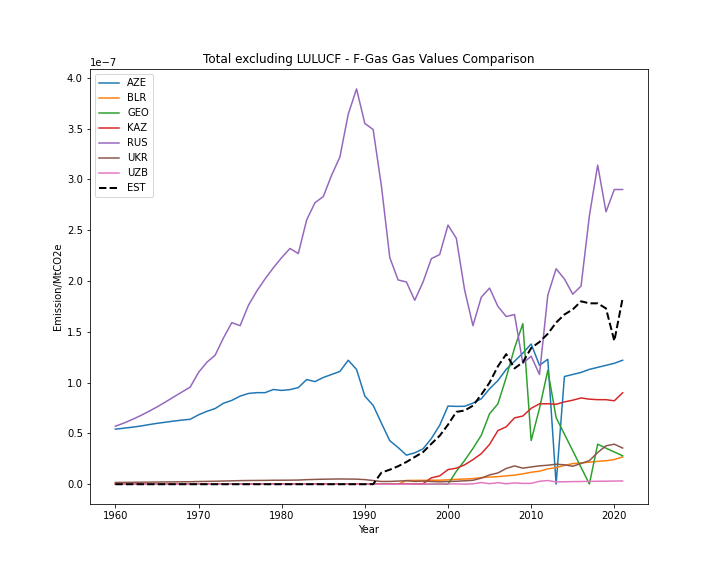 Total excluding LULUCF - F-Gas Gas Values Comparison
1e−7
4.0
3.5
3.0
2.5
2.0
1.5
1.0
0.5
0.0
Emission/MtCO2e
AZE
BLR
GEO
KAZ
RUS
UKR
UZB
EST
1960 1970 1980 1990 2000 2010 2020
Year